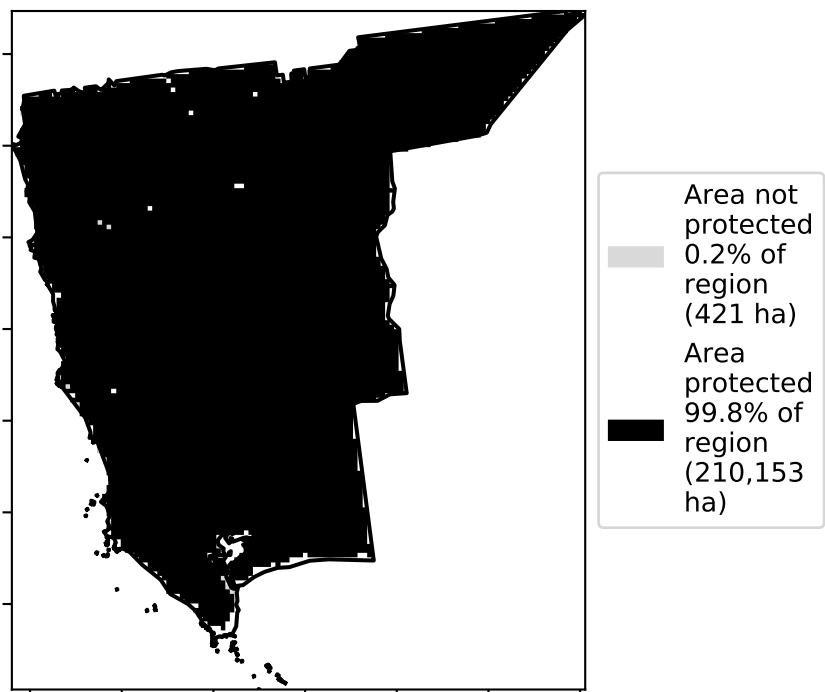 Area not
protected
0.2% of
region
(421 ha)
Area
protected
99.8% of
region
(210,153
ha)